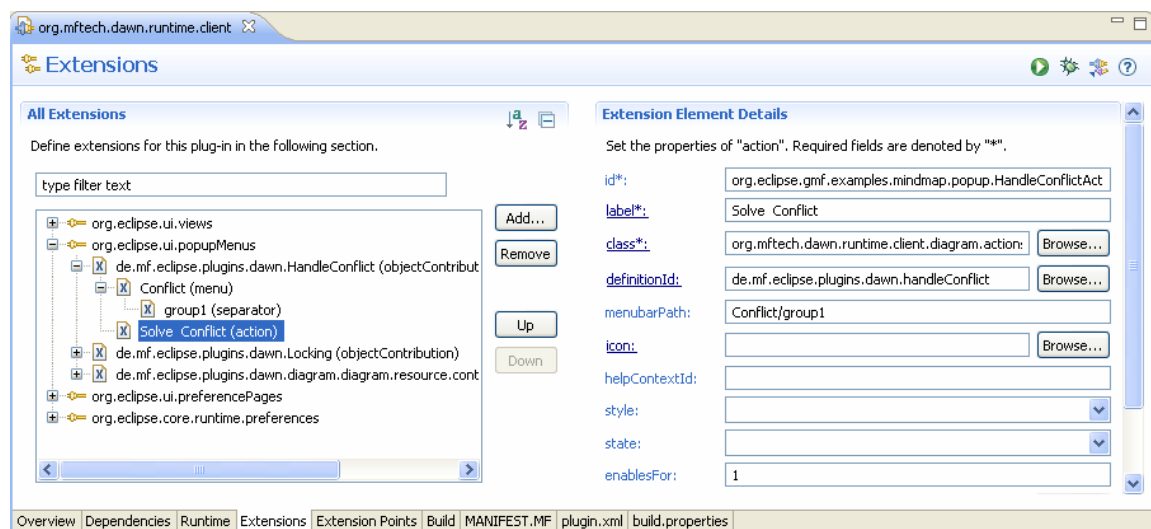 org.mftech.dawn.runtime.client
Extensions
All Extensions
Define extensions for this plug-in in the following section.
type filter text
org.eclipse.ui.views
org.eclipse.ui.popupMenus
de.mf.eclipse.plugins.dawn.HandleConflict (objectContribut
Conflict (menu)
group1 (separator)
Solve  Conflict (action)
de.mf.eclipse.plugins.dawn.Locking (objectContribution)
de.mf.eclipse.plugins.dawn.diagram.diagram.resource.cont
org.eclipse.ui.preferencePages
org.eclipse.core.runtime.preferences
Add...
Remove
Up
Down
Extension Element Details
Set the properties of "action". Required fields are denoted by "*".
id*: org.eclipse.gmf.examples.mindmap.popup.HandleConflictAct
label*: Solve  Conflict
class*: org.mftech.dawn.runtime.client.diagram.action: Browse...
definitionId: de.mf.eclipse.plugins.dawn.handleConflict Browse...
menubarPath: Conflict/group1
icon: Browse...
helpContextId:
style:
state:
enablesFor: 1
Overview Dependencies Runtime Extensions Extension Points Build MANIFEST.MF plugin.xml build.properties